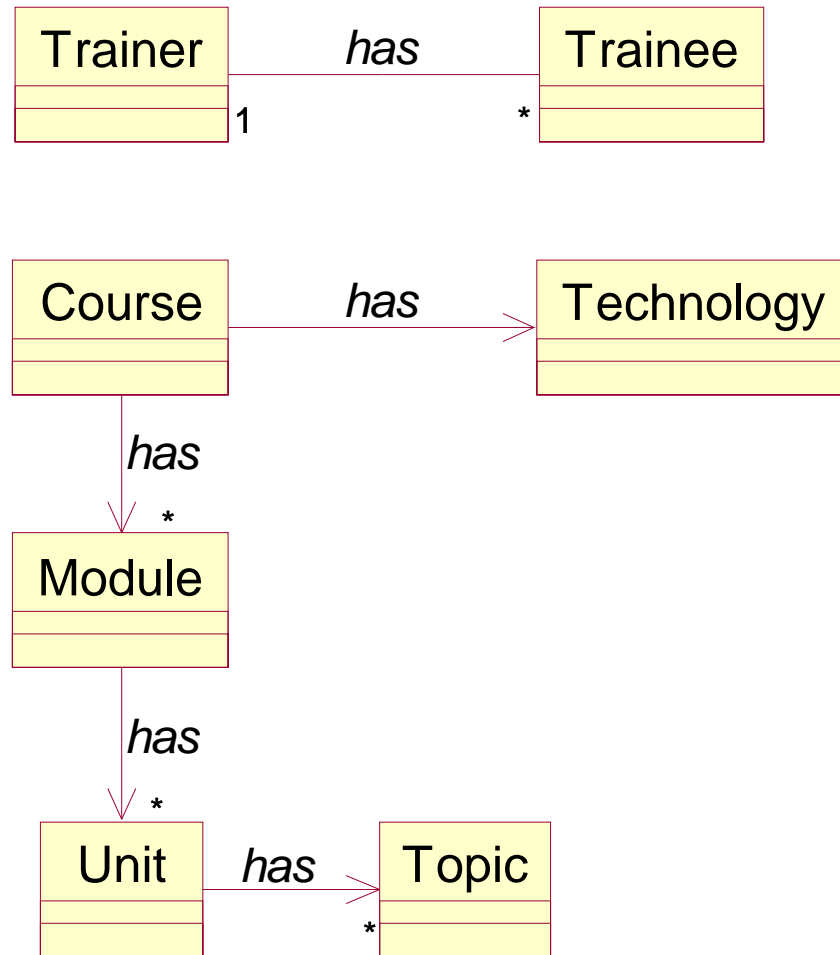 Trainer has Trainee
1 *
Course has Technology
has
*
Module
has
*
Unit has Topic
*